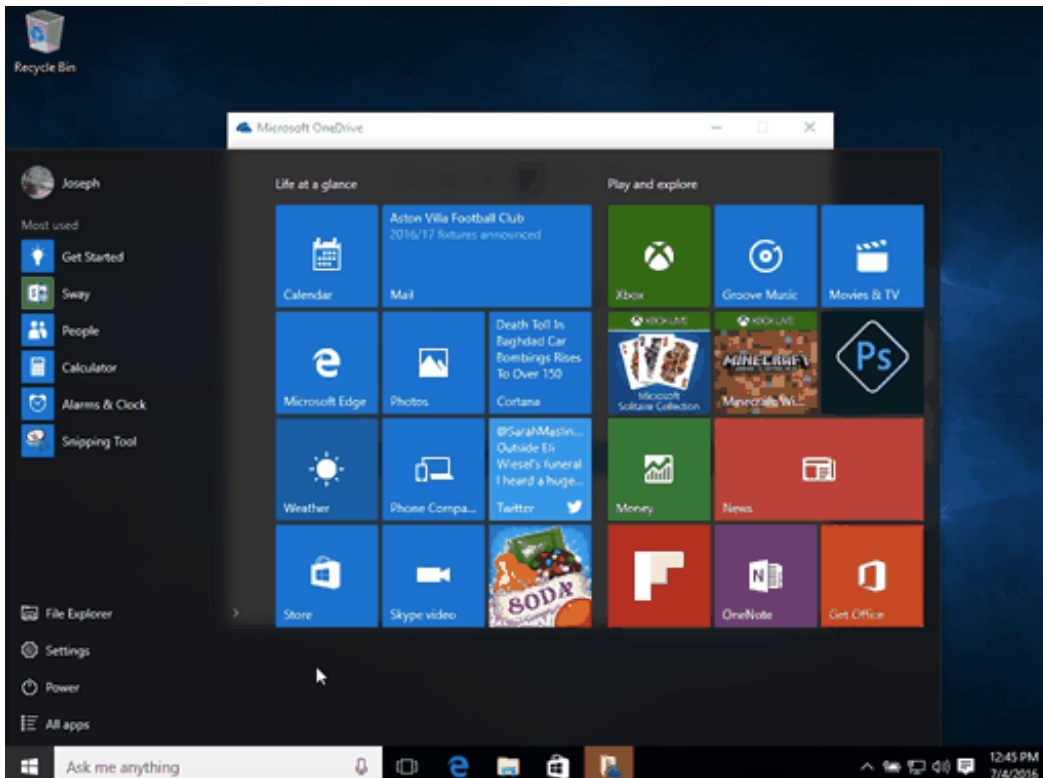 Recycle Bin
Microsoft OneDrive
Joseph
Most used
Get Started
Sway
People
Calculator
Alarms & Clock
Snipping Tool
File Explorer
Settings
Power
All apps
Life at a glance
Calendar
Aston Villa Football Club
2016/17 fixtures announced
Mail
Microsoft Edge
Photos
Death Toll In
Baghdad Car
Bombings Rises
To Over 150
Cortana
Weather
Phone Compa...
@SarahMaslin...
Outside Eli
Wiesel's funeral
I heard a huge...
Twitter
Store
Skype video
SODA
Play and explore
Xbox
Groove Music
Movies & TV
XBOX LIVE
Microsoft
Solitaire Collection
XBOX LIVE
MINECRAFT
Minecraft: Wi...
Ps
Money
News
N
OneNote
Get Office
Ask me anything
12:45 PM
7/4/2016